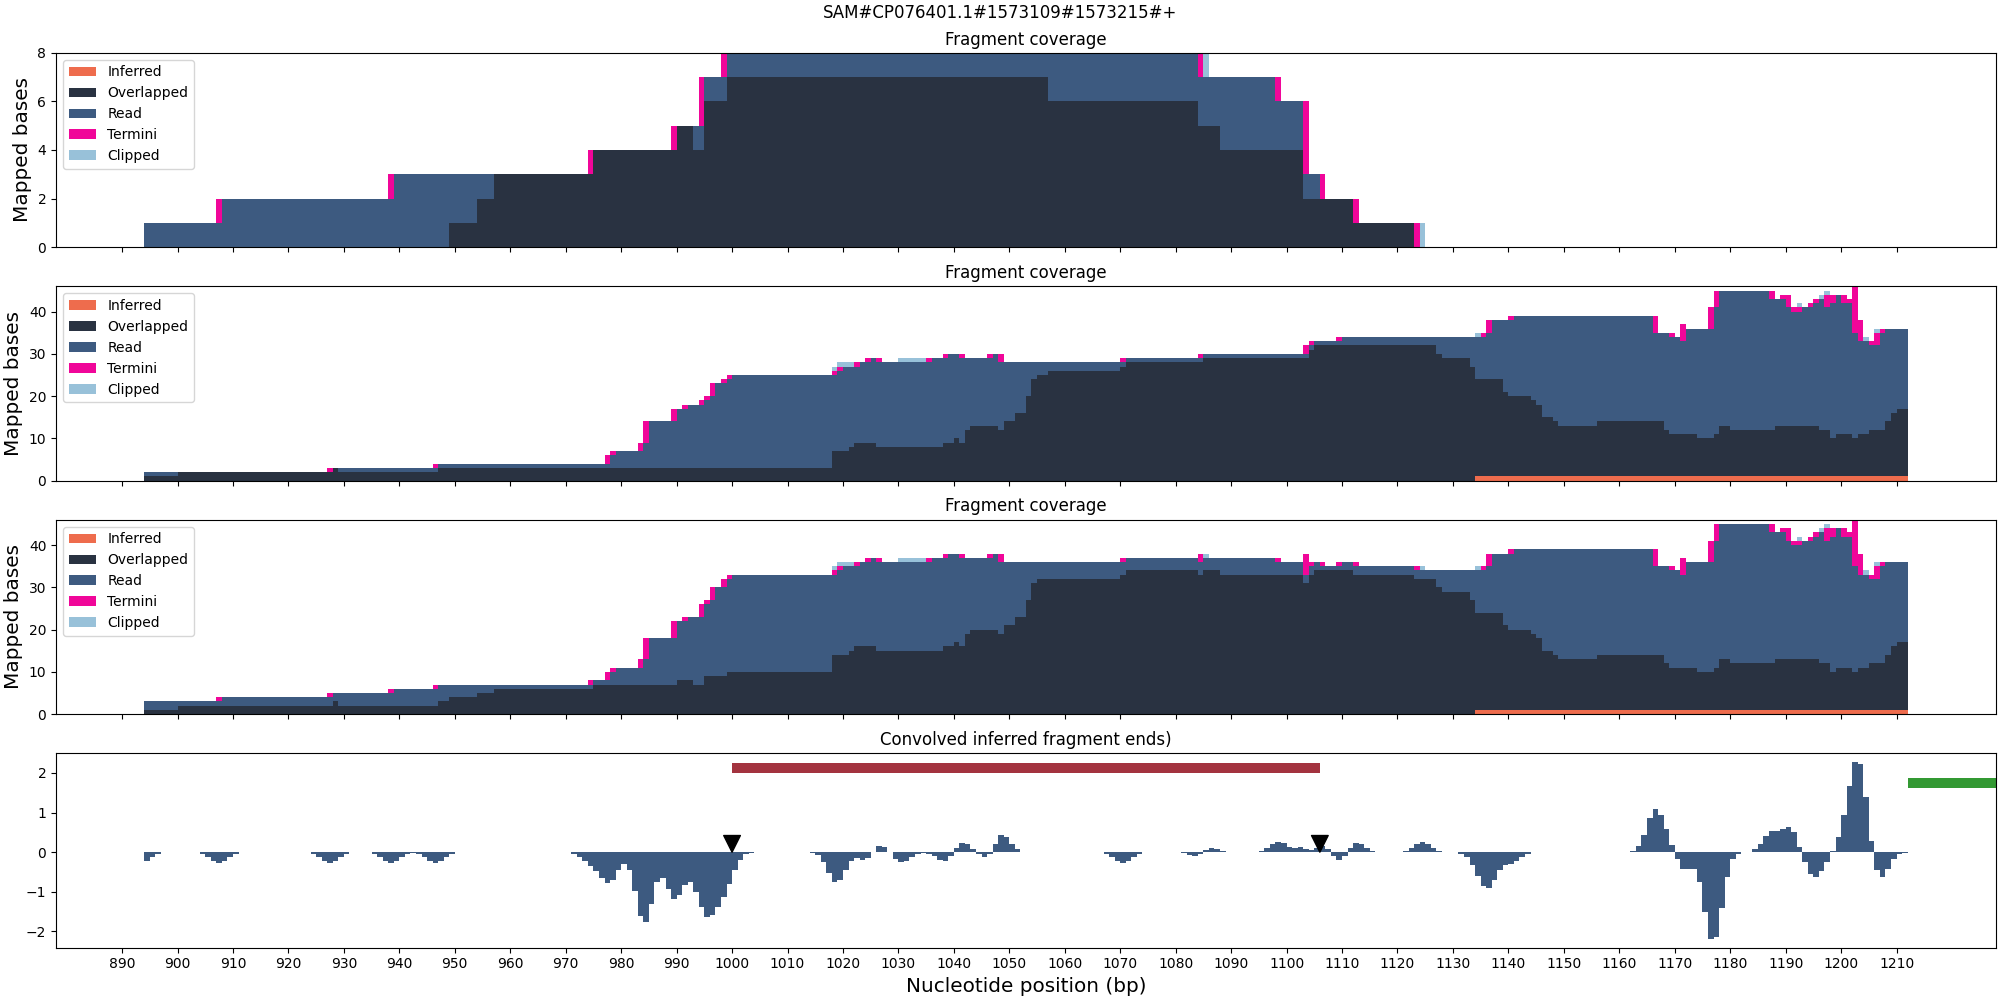 SAM#CP076401.1#1573109#1573215#+
Fragment coverage
Mapped bases
8
6
4
2
0
Inferred
Overlapped
Read
Termini
Clipped
Fragment coverage
Mapped bases
40
30
20
10
0
Inferred
Overlapped
Read
Termini
Clipped
Fragment coverage
Mapped bases
40
30
20
10
0
Inferred
Overlapped
Read
Termini
Clipped
Convolved inferred fragment ends)
2
1
0
−1
−2
890 900 910 920 930 940 950 960 970 980 990 1000 1010 1020 1030 1040 1050 1060 1070 1080 1090 1100 1110 1120 1130 1140 1150 1160 1170 1180 1190 1200 1210
Nucleotide position (bp)